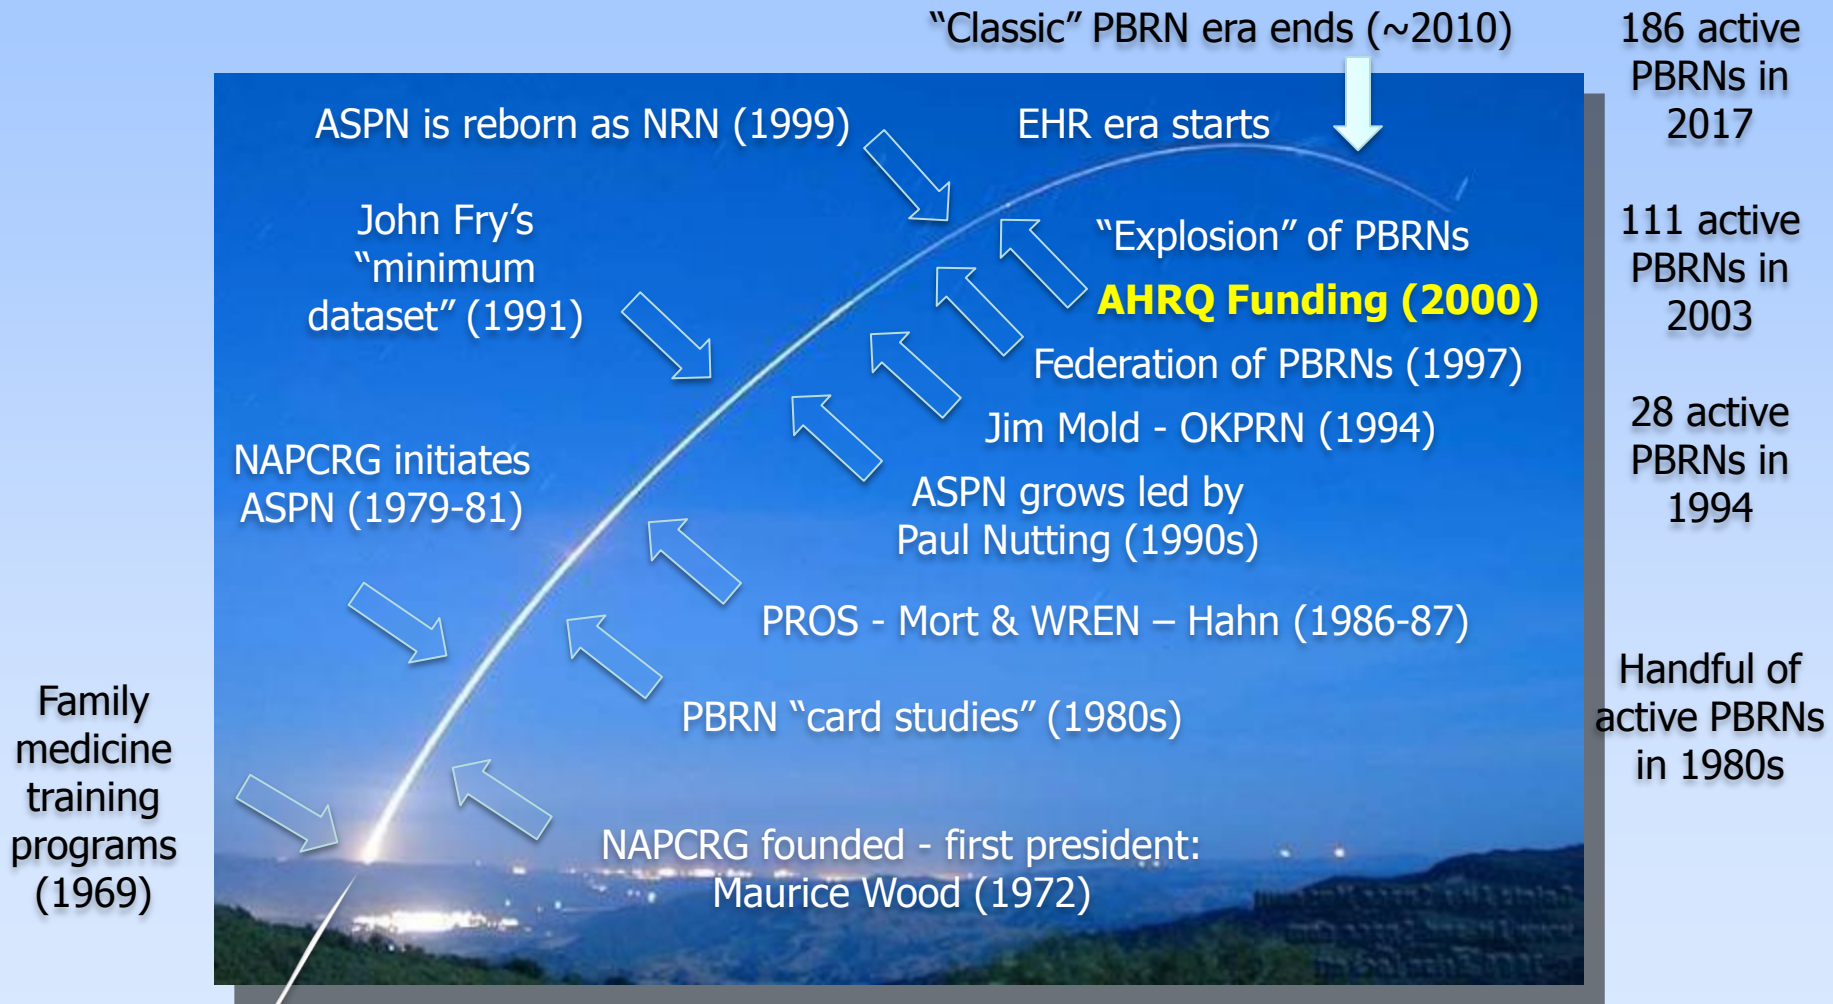 “Classic” PBRN era ends (~2010)
186 active
PBRNs in
2017
ASPN is reborn as NRN (1999)
EHR era starts
John Fry’s
“minimum
dataset” (1991)
“Explosion” of PBRNs
AHRQ Funding (2000)
111 active
PBRNs in
2003
Federation of PBRNs (1997)
Jim Mold - OKPRN (1994)
28 active
PBRNs in
1994
NAPCRG initiates
ASPN (1979-81)
ASPN grows led by
Paul Nutting (1990s)
PROS - Mort & WREN – Hahn (1986-87)
Handful of
active PBRNs
in 1980s
PBRN “card studies” (1980s)
Family
medicine
training
programs
(1969)
NAPCRG founded - first president:
Maurice Wood (1972)